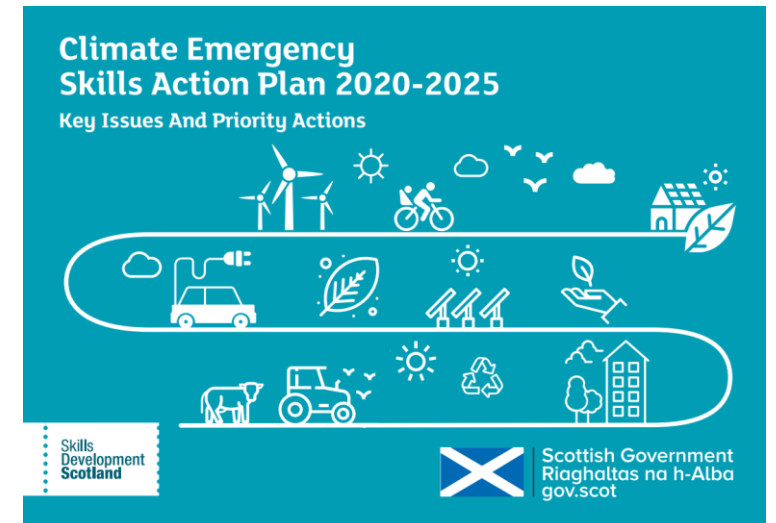 Climate Emergency
Skills Action Plan 2020-2025
Key Issues And Priority Actions
Skills
Development
Scotland
Scottish Government
Riaghaltas na h-Alba
gov.scot